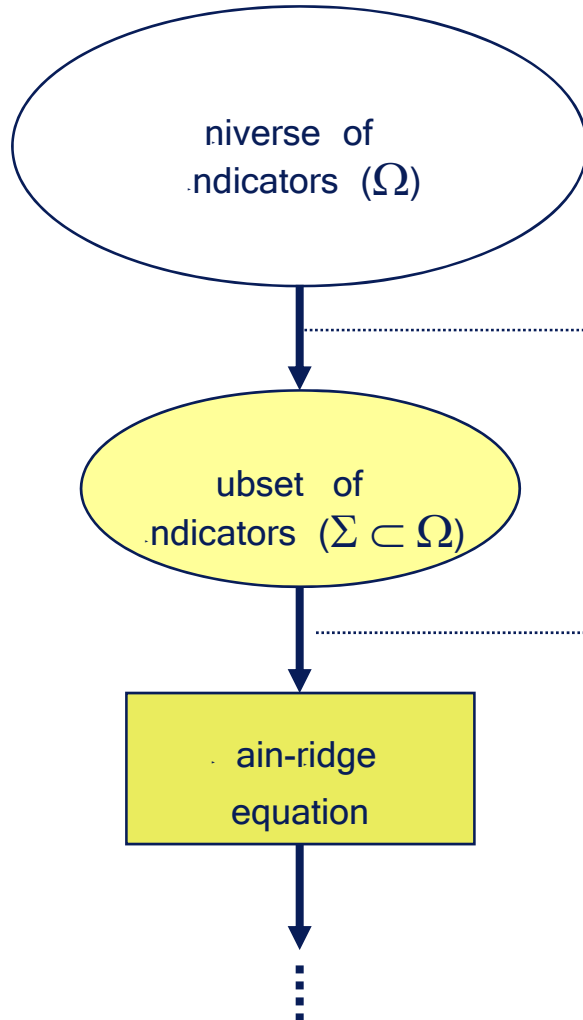 niverse of
ndicators (Ω)
ubset of
ndicators (Σ ⊂ Ω)
ain-ridge
equation